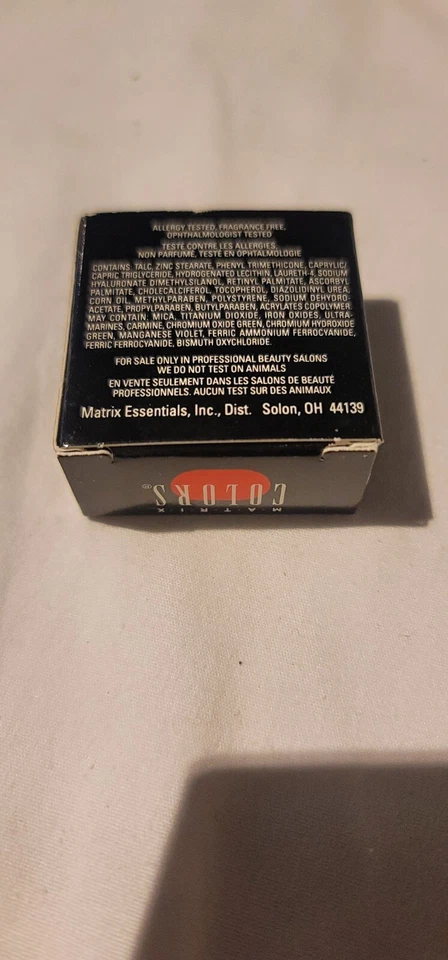 ALLERGY TESTED, FRAGRANCE FREE,
OPHTHALMOLOGIST TESTED
TESTÉ CONTRE LES ALLERGIES,
NON PARFUMÉ, TESTÉ EN OPHTALMOLOGIE
CONTAINS: TALC, ZINC STEARATE, PHENYL TRIMETHICONE, CAPRYLIC/
CAPRIC TRIGLYCERIDE, HYDROGENATED LECITHIN, LAURETH-4, SODIUM
HYALURONATE DIMETHYLSILANOL, RETINYL PALMITATE, ASCORBYL
PALMITATE, CHOLECALCIFEROL, TOCOPHEROL, DIAZOLIDINYL UREA,
CORN OIL, METHYLPARABEN, POLYSTYRENE, SODIUM DEHYDRO-
ACETATE, PROPYLPARABEN, BUTYLPARABEN, ACRYLATES COPOLYMER.
MAY CONTAIN: MICA, TITANIUM DIOXIDE, IRON OXIDES, ULTRA-
MARINES, CARMINE, CHROMIUM OXIDE GREEN, CHROMIUM HYDROXIDE
GREEN, MANGANESE VIOLET, FERRIC AMMONIUM FERROCYANIDE,
FERRIC FERROCYANIDE, BISMUTH OXYCHLORIDE.
FOR SALE ONLY IN PROFESSIONAL BEAUTY SALONS
WE DO NOT TEST ON ANIMALS
EN VENTE SEULEMENT DANS LES SALONS DE BEAUTÉ
PROFESSIONNELS. AUCUN TEST SUR DES ANIMAUX
Matrix Essentials, Inc., Dist. Solon, OH 44139
M·A·T·R·I·X
COLORS®